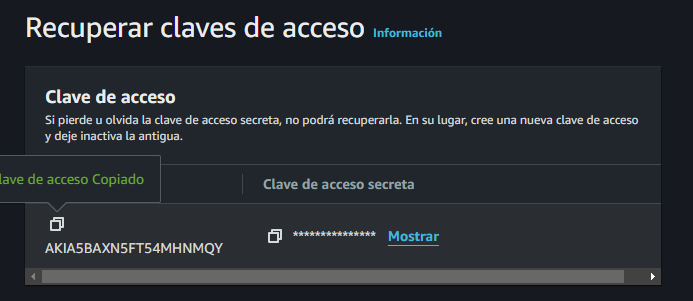 Recuperar claves de acceso Información
Clave de acceso
Si pierde u olvida la clave de acceso secreta, no podrá recuperarla. En su lugar, cree una nueva clave de acceso
y deje inactiva la antigua.
lave de acceso Copiado
Clave de acceso secreta
AKIA5BAXN5FT54MHNMQY
*************** Mostrar